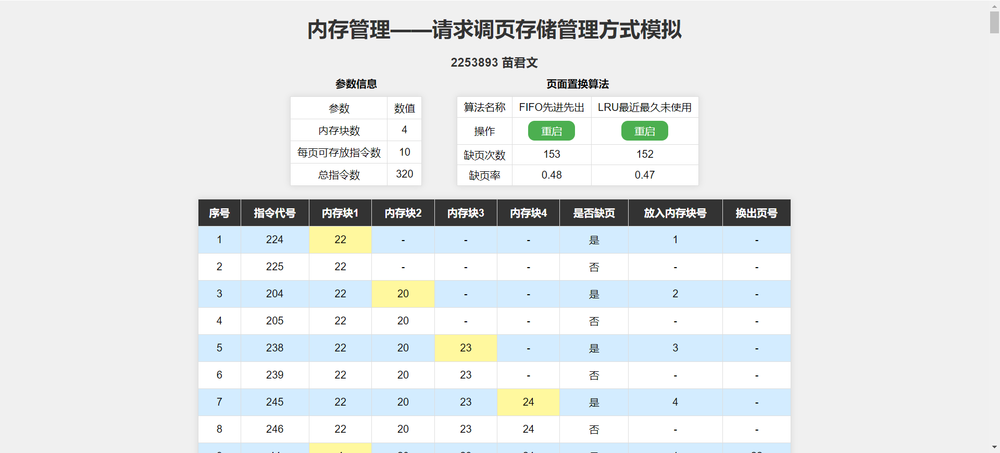 内存管理——请求调页存储管理方式模拟
2253893 苗君文
参数信息
参数 数值
内存块数 4
每页可存放指令数 10
总指令数 320
页面置换算法
算法名称 FIFO先进先出 LRU最近最久未使用
操作 重启 重启
缺页次数 153 152
缺页率 0.48 0.47
序号 指令代号 内存块1 内存块2 内存块3 内存块4 是否缺页 放入内存块号 换出页号
1 224 22 - - - 是 1 -
2 225 22 - - - 否 - -
3 204 22 20 - - 是 2 -
4 205 22 20 - - 否 - -
5 238 22 20 23 - 是 3 -
6 239 22 20 23 - 否 - -
7 245 22 20 23 24 是 4 -
8 246 22 20 23 24 否 - -